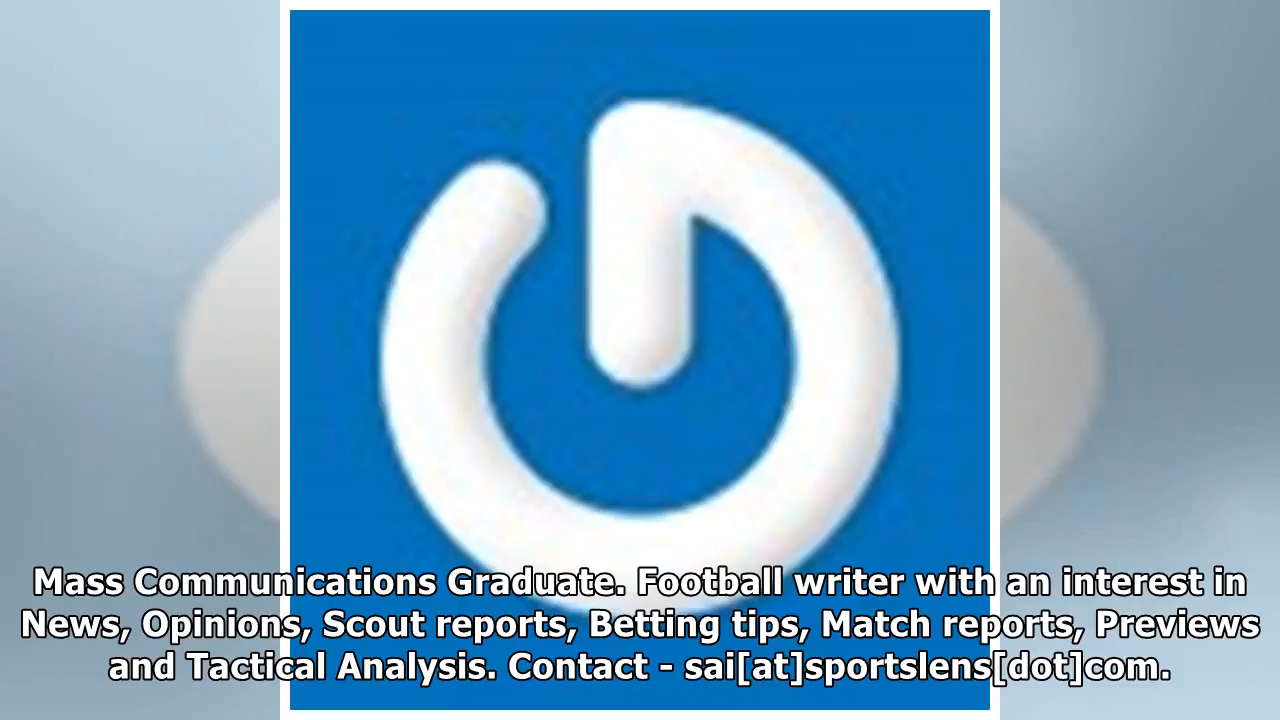 Mass Communications Graduate. Football writer with an interest in
News, Opinions, Scout reports, Betting tips, Match reports, Previews
and Tactical Analysis. Contact - sai[at]sportslens[dot]com.